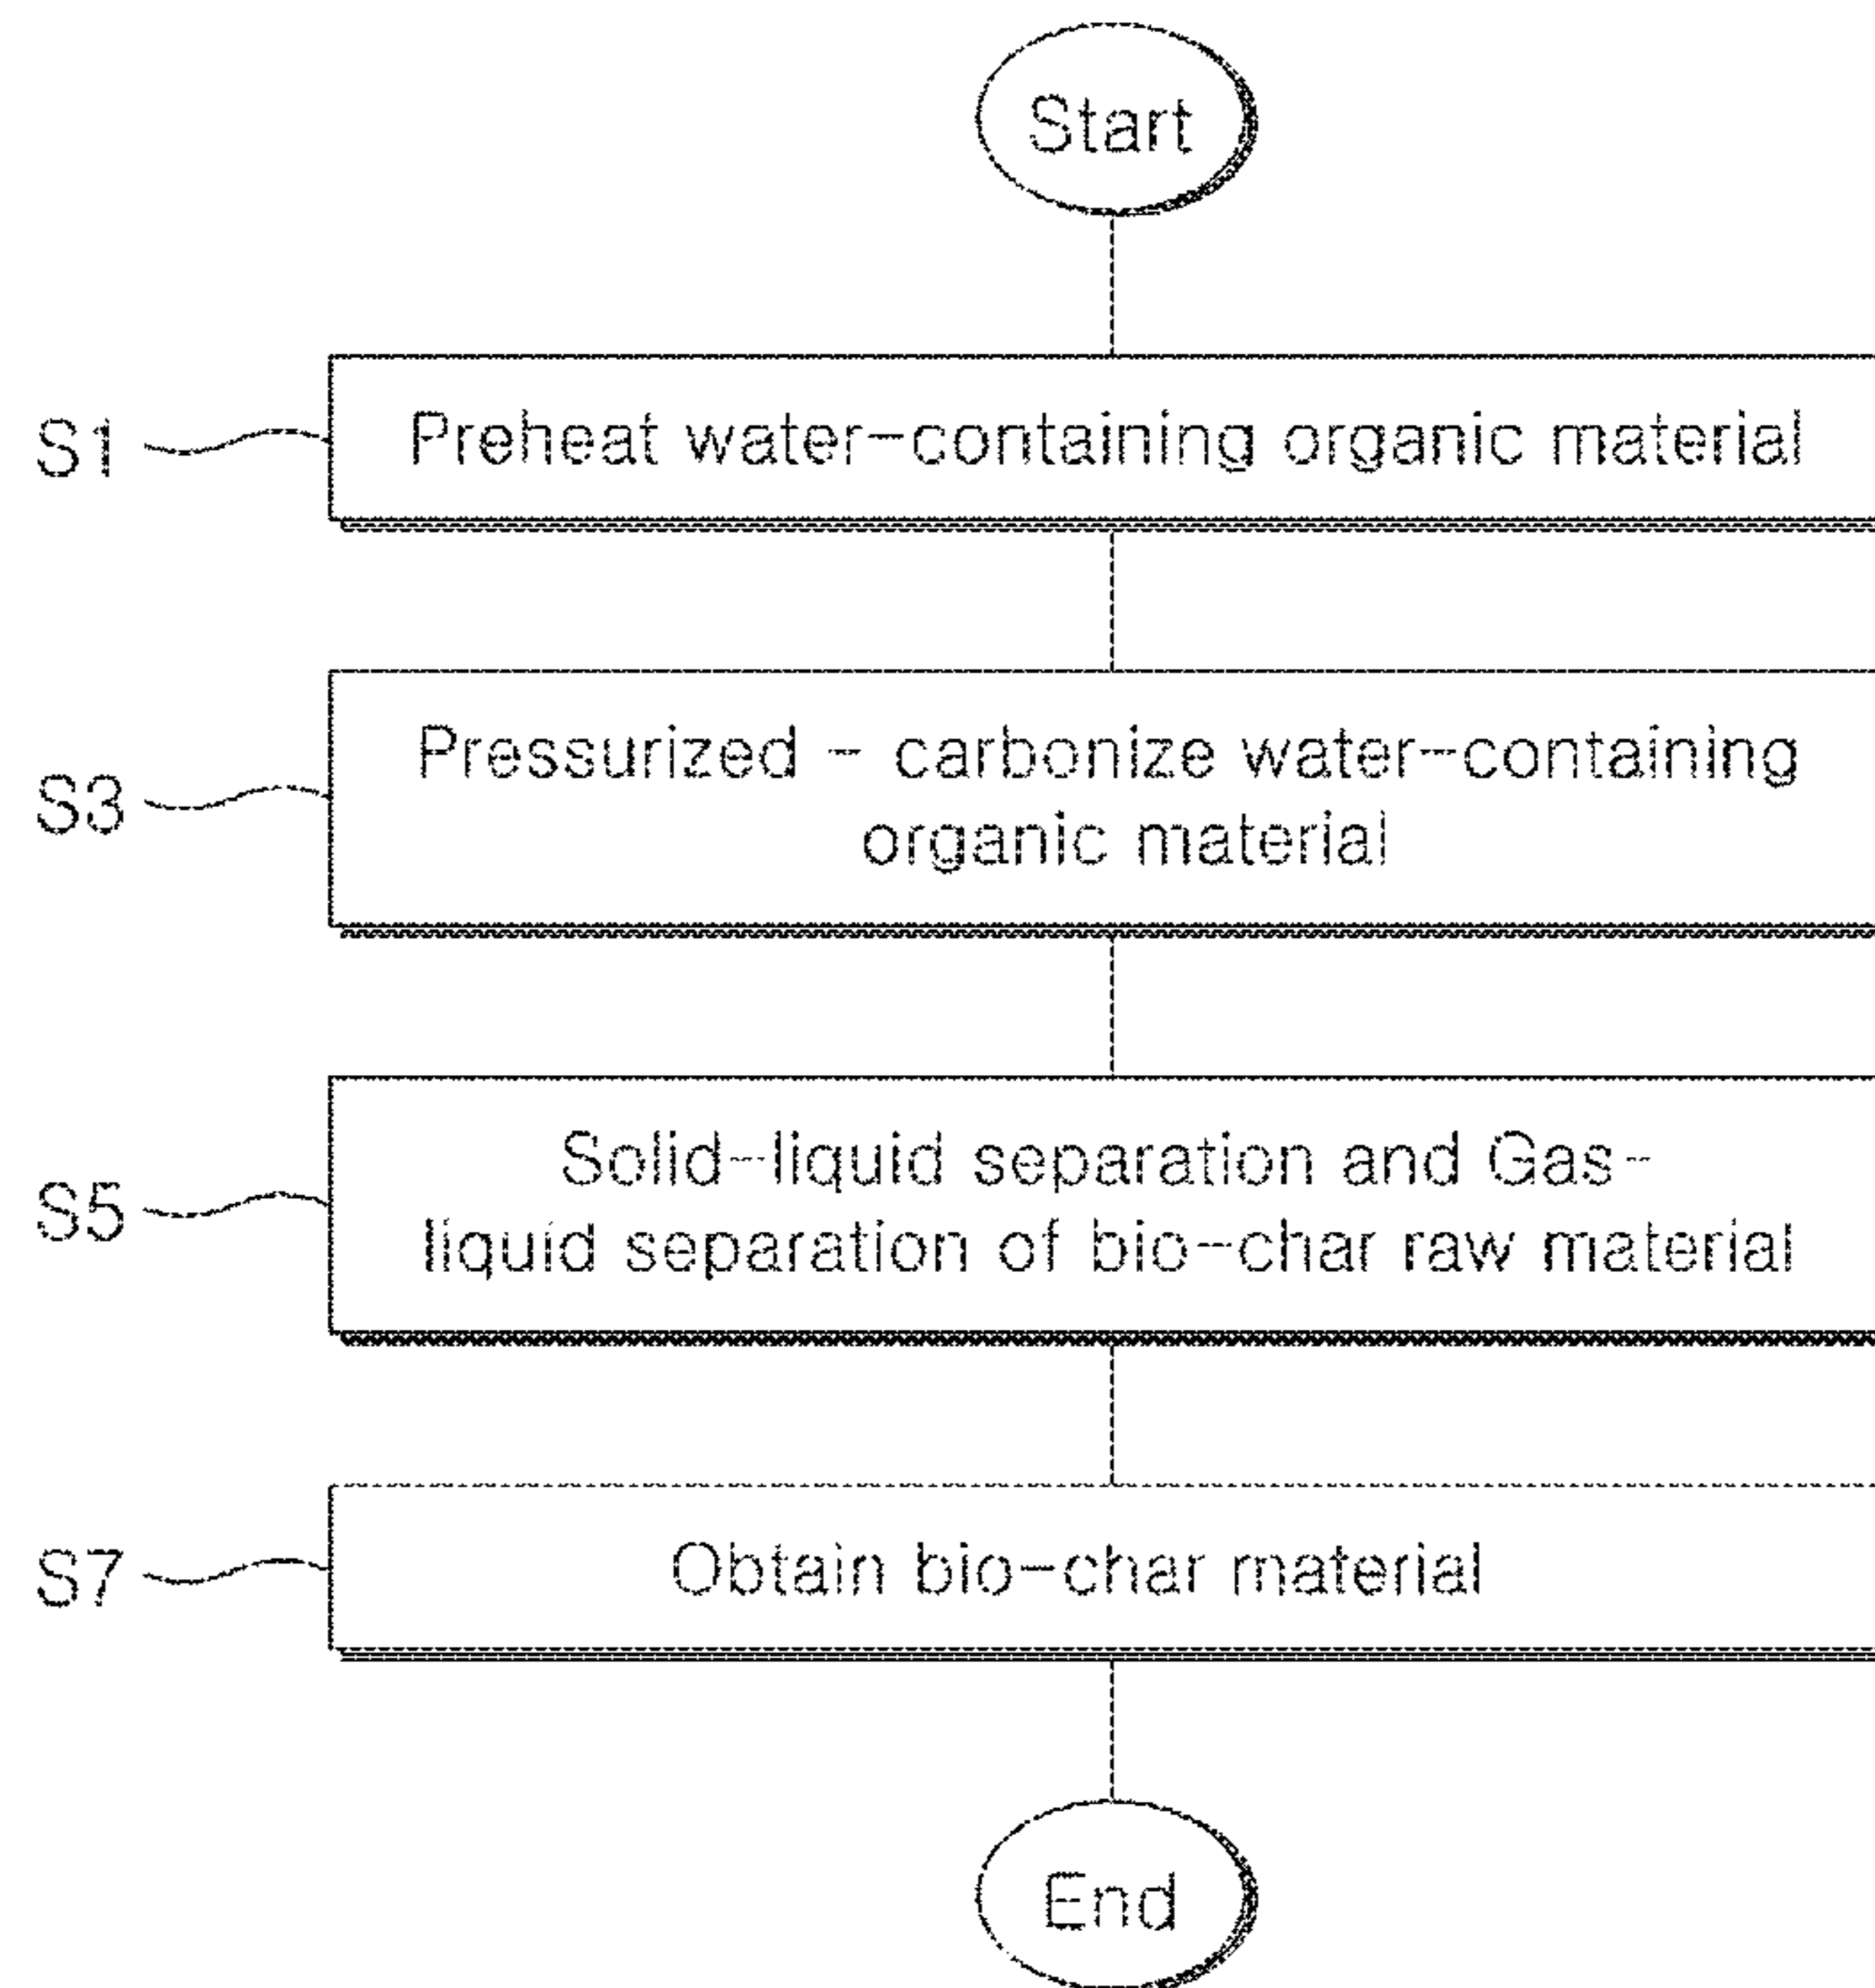 Start
S1
Preheat water-containing organic material
S3
Pressurized - carbonize water-containing
organic material
S5
Solid-liquid separation and Gas-
liquid separation of bio-char raw material
S7
Obtain bio-char material
End